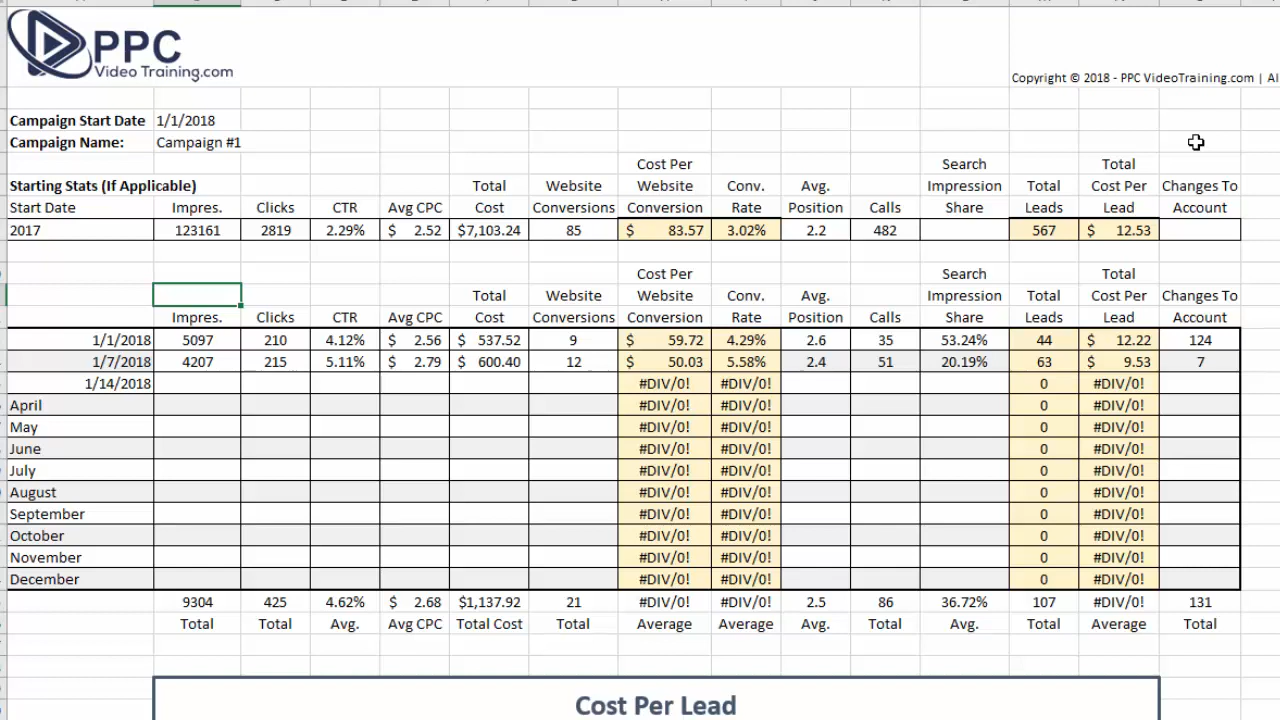 PPC
Video Training.com
Copyright © 2018 - PPC VideoTraining.com | Al
Campaign Start Date 1/1/2018
Campaign Name: Campaign #1
Cost Per Search Total
Starting Stats (If Applicable) Total Website Website Conv. Avg. Impression Total Cost Per Changes To
Start Date Impres. Clicks CTR Avg CPC Cost Conversions Conversion Rate Position Calls Share Leads Lead Account
2017 123161 2819 2.29% $ 2.52 $7,103.24 85 $ 83.57 3.02% 2.2 482 567 $ 12.53
Cost Per Search Total
Total Website Website Conv. Avg. Impression Total Cost Per Changes To
Impres. Clicks CTR Avg CPC Cost Conversions Conversion Rate Position Calls Share Leads Lead Account
1/1/2018 5097 210 4.12% $ 2.56 $ 537.52 9 $ 59.72 4.29% 2.6 35 53.24% 44 $ 12.22 124
1/7/2018 4207 215 5.11% $ 2.79 $ 600.40 12 $ 50.03 5.58% 2.4 51 20.19% 63 $ 9.53 7
1/14/2018 #DIV/0! #DIV/0! 0 #DIV/0!
April #DIV/0! #DIV/0! 0 #DIV/0!
May #DIV/0! #DIV/0! 0 #DIV/0!
June #DIV/0! #DIV/0! 0 #DIV/0!
July #DIV/0! #DIV/0! 0 #DIV/0!
August #DIV/0! #DIV/0! 0 #DIV/0!
September #DIV/0! #DIV/0! 0 #DIV/0!
October #DIV/0! #DIV/0! 0 #DIV/0!
November #DIV/0! #DIV/0! 0 #DIV/0!
December #DIV/0! #DIV/0! 0 #DIV/0!
9304 425 4.62% $ 2.68 $1,137.92 21 #DIV/0! #DIV/0! 2.5 86 36.72% 107 #DIV/0! 131
Total Total Avg. Avg CPC Total Cost Total Average Average Avg. Total Avg. Total Average Total
Cost Per Lead